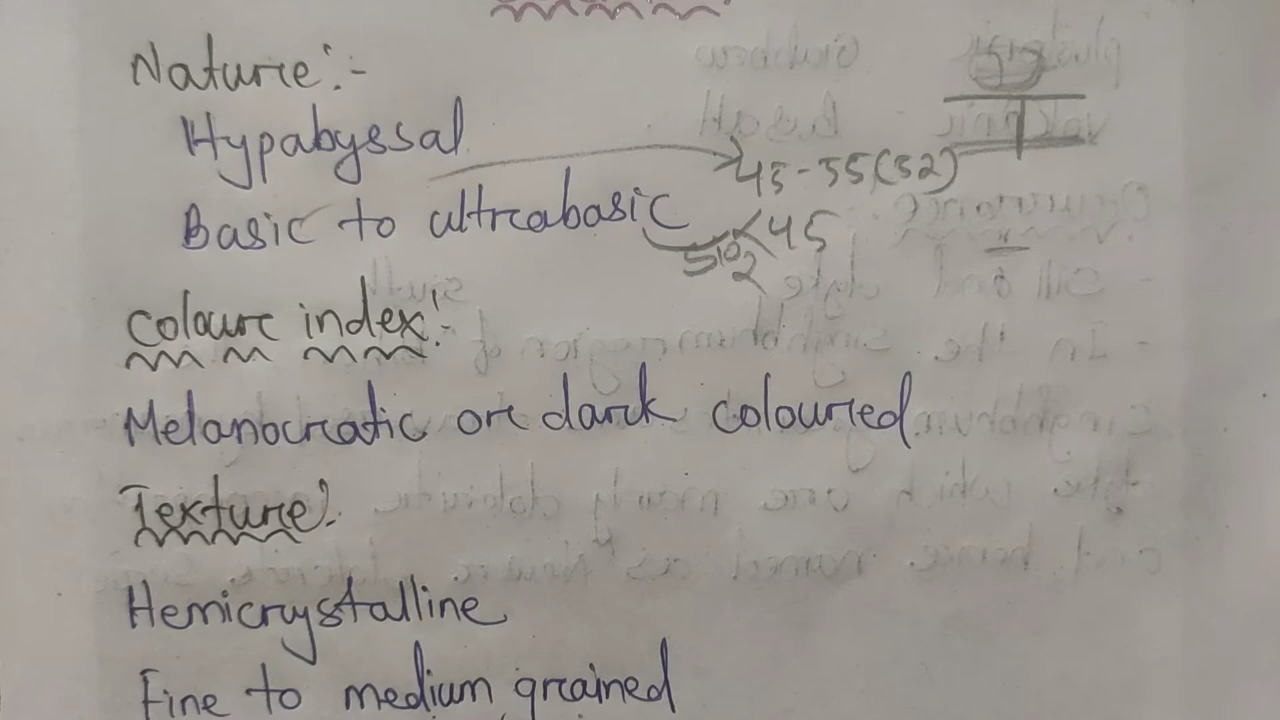 Nature:-
Hypabyssal
45-55(52)
Basic to ultrabasic <45
SiO2
Colour index:-
Melanocratic or dark coloured
Texture:
Hemicrystalline
Fine to medium grained